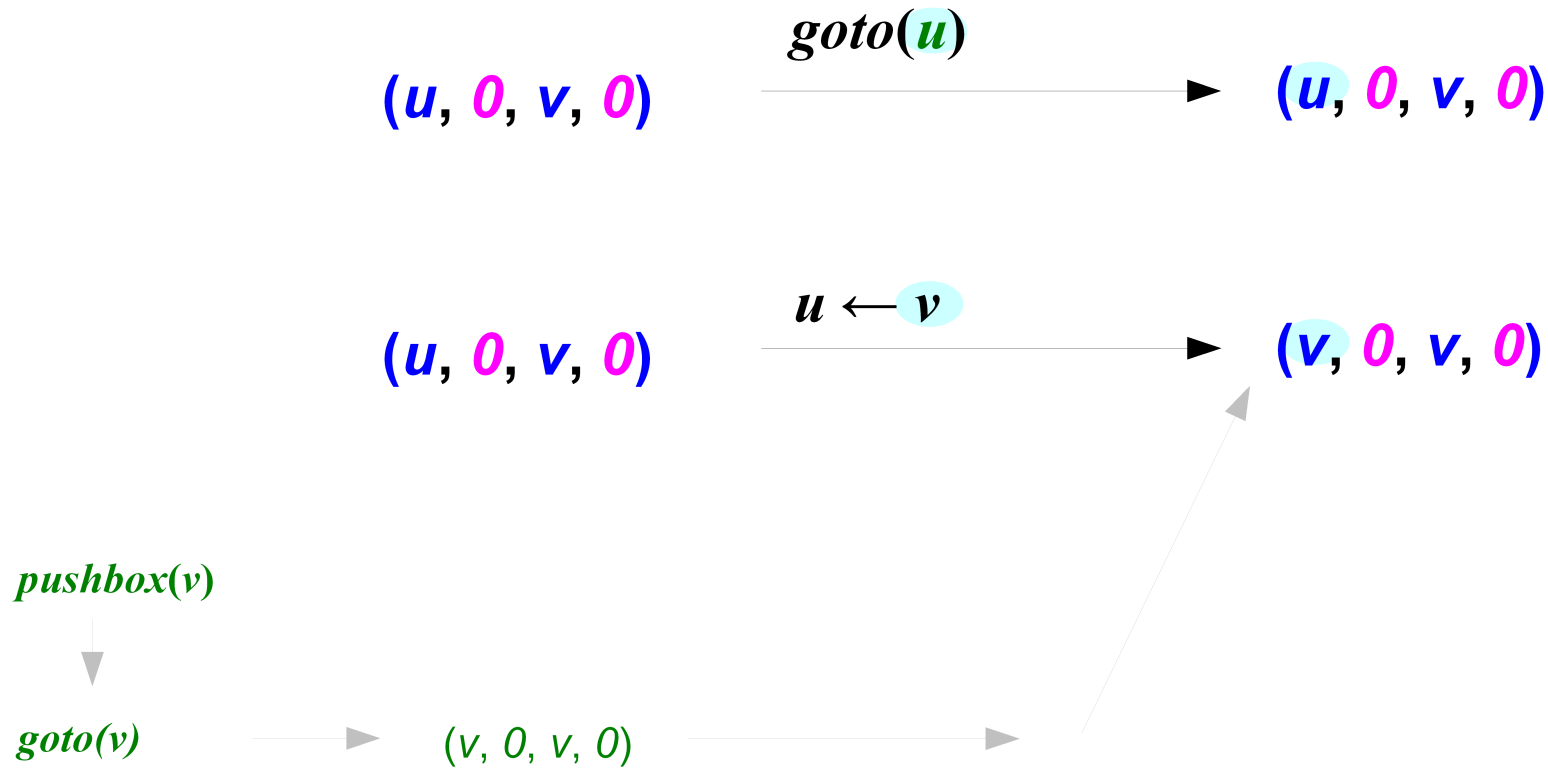 goto(u)
(u, 0, v, 0) (u, 0, v, 0)
u ← v
(u, 0, v, 0) (v, 0, v, 0)
pushbox(v)
goto(v) (v, 0, v, 0)